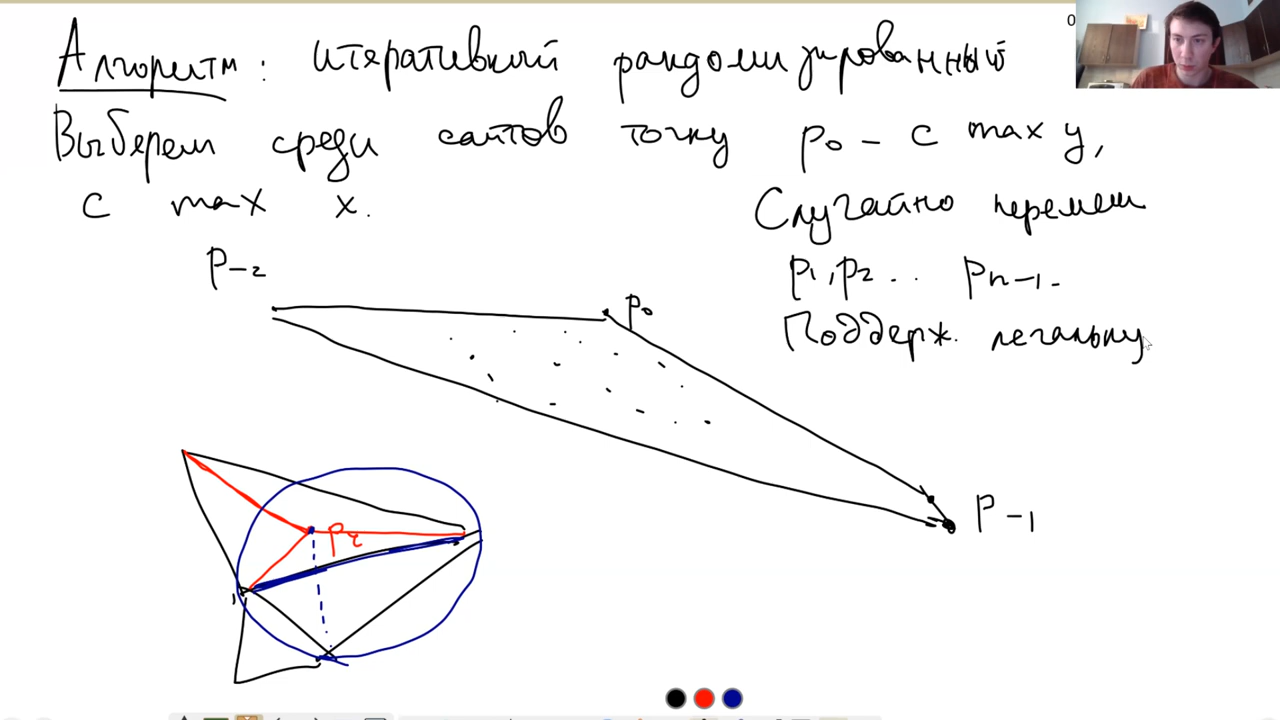 Алгоритм: итеративный рандомизированный
Выберем среди сайтов точку p0 – с max y,
с max x.
Случайно перемеш
p1, p2 ... pn-1.
Поддерж. легальну
p-2
p0
p-1
pr